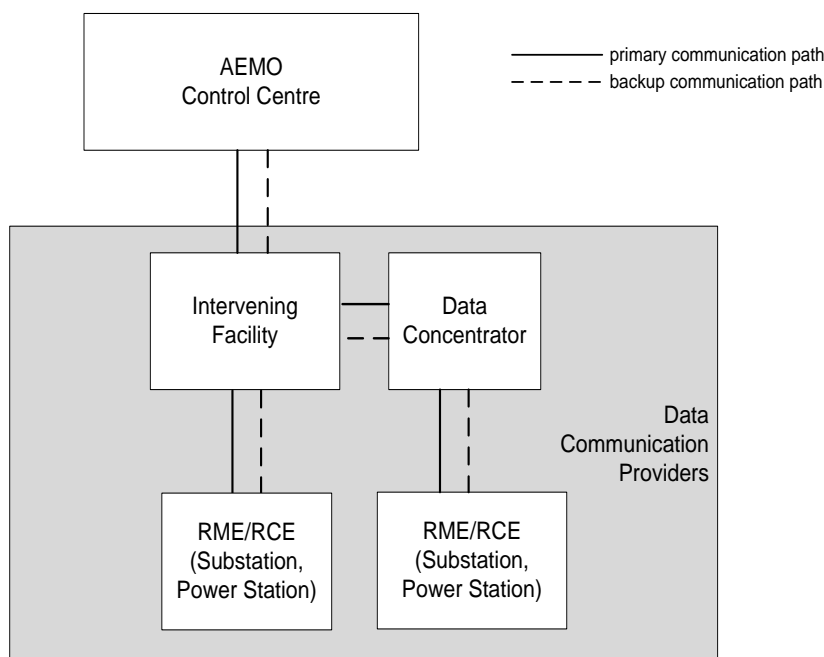 AEMO
Control Centre
primary communication path
backup communication path
Intervening
Facility
Data
Concentrator
Data
Communication
Providers
RME/RCE
(Substation,
Power Station)
RME/RCE
(Substation,
Power Station)